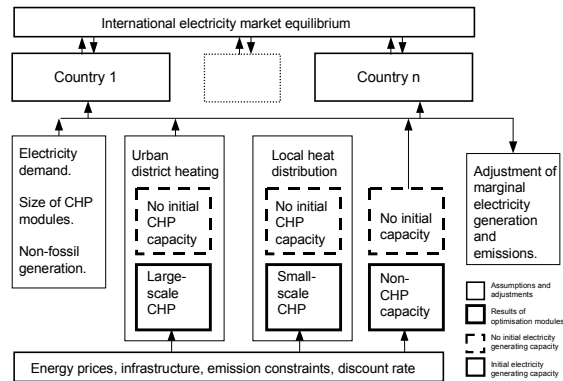 International electricity market equilibrium
Country 1
Country n
Electricity
demand.
Size of CHP
modules.
Non-fossil
generation.
Urban
district heating
No initial
CHP
capacity
Large-
scale
CHP
Local heat
distribution
No initial
CHP
capacity
Small-
scale
CHP
No initial
capacity
Non-
CHP
capacity
Adjustment of
marginal
electricity
generation
and
emissions.
Assumptions and
adjustments
Results of
optimisation modules
No initial electricity
generating capacity
Initial electricity
generating capacity
Energy prices, infrastructure, emission constraints, discount rate